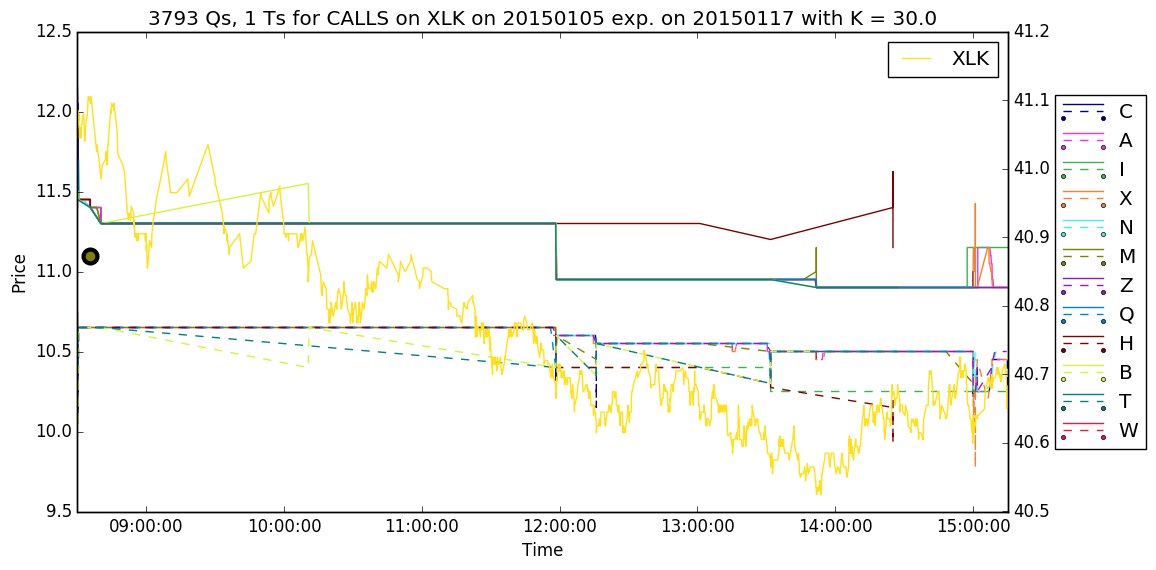 3793 Qs, 1 Ts for CALLS on XLK on 20150105 exp. on 20150117 with K = 30.0
12.5
12.0
11.5
11.0
10.5
10.0
9.5
Price
41.2
41.1
41.0
40.9
40.8
40.7
40.6
40.5
XLK
C
A
I
X
N
M
Z
Q
H
B
T
W
09:00:00 10:00:00 11:00:00 12:00:00 13:00:00 14:00:00 15:00:00
Time